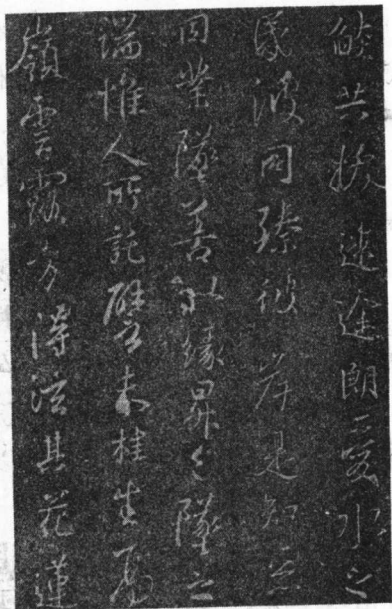 燄共拔迷途朗愛水之
昏波同臻彼岸是知惡
因業墜善以緣昇々墜之
端惟人所託譬夫桂生高
嶺雲露方得泫其花蓮